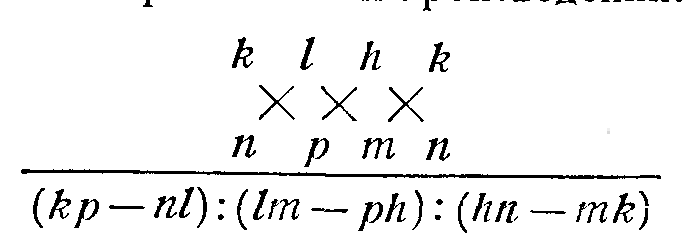 k l h k
× × ×
n p m n
(kp — nl) : (lm — ph) : (hn — mk)